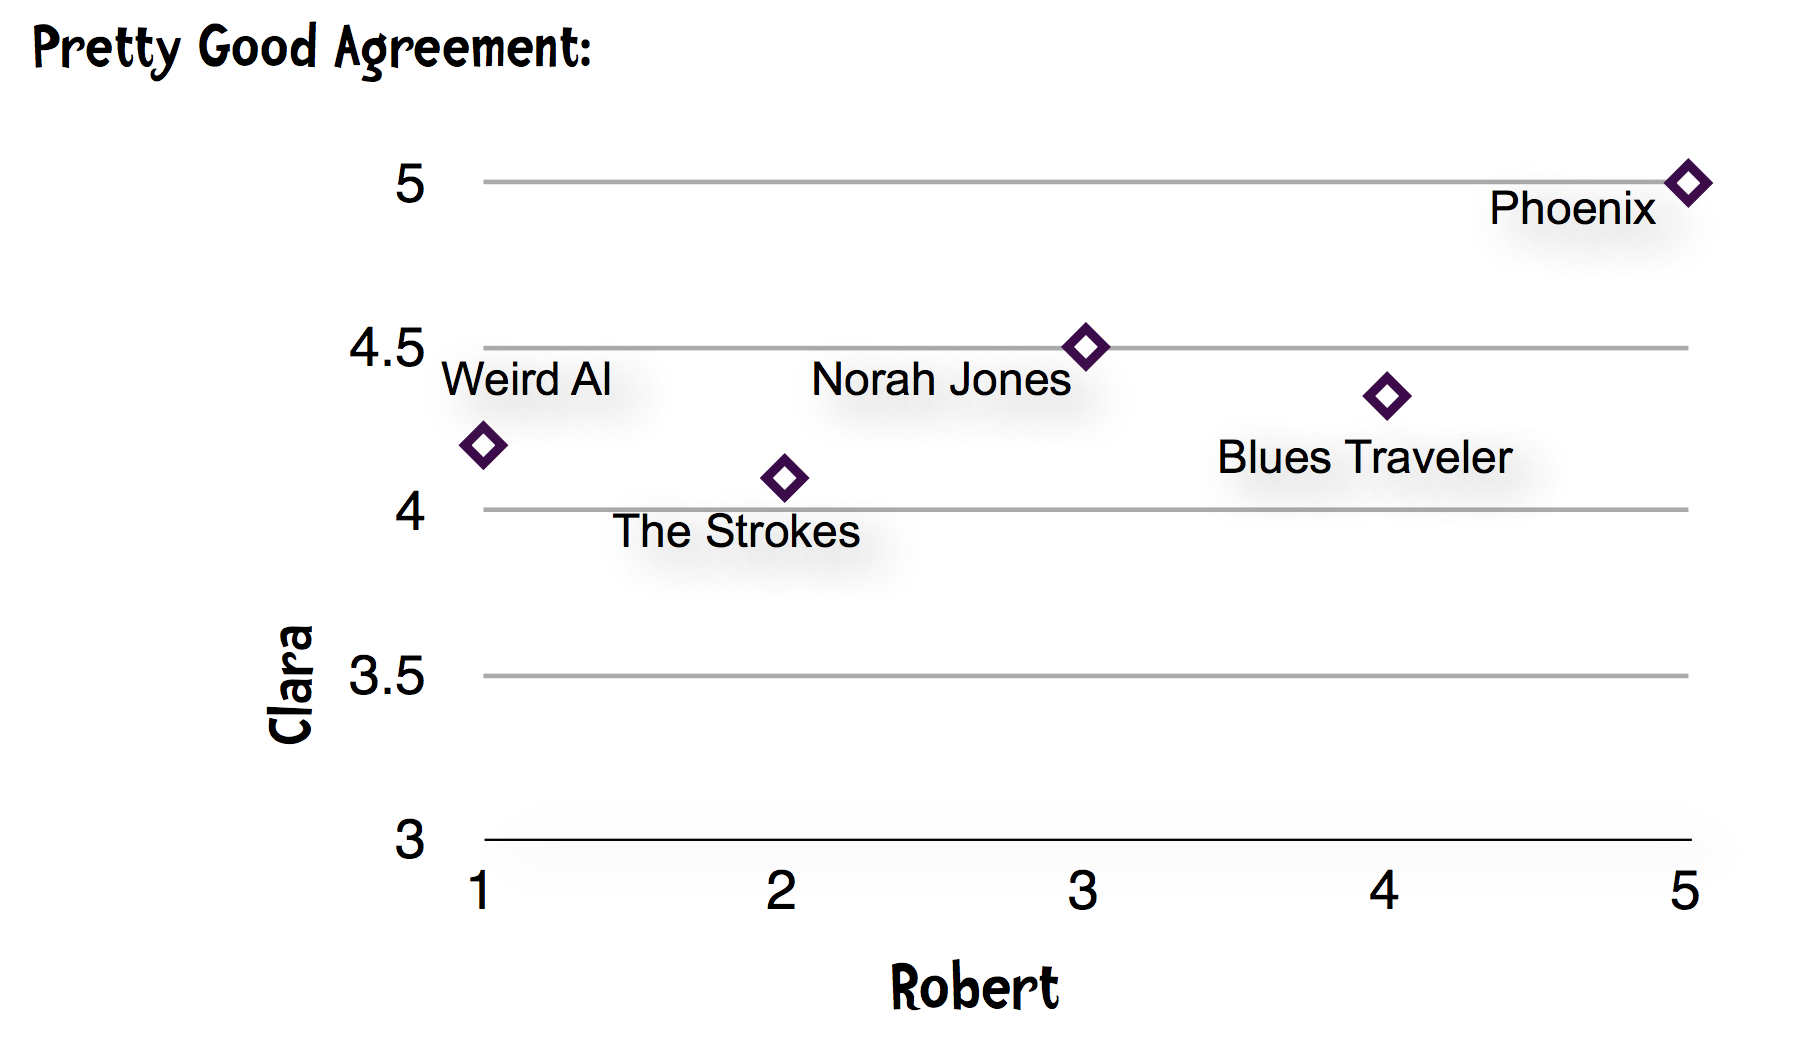 Pretty Good Agreement:
5
Phoenix
4.5
Weird Al
Norah Jones
Blues Traveler
4
The Strokes
Clara
3.5
3
1 2 3 4 5
Robert